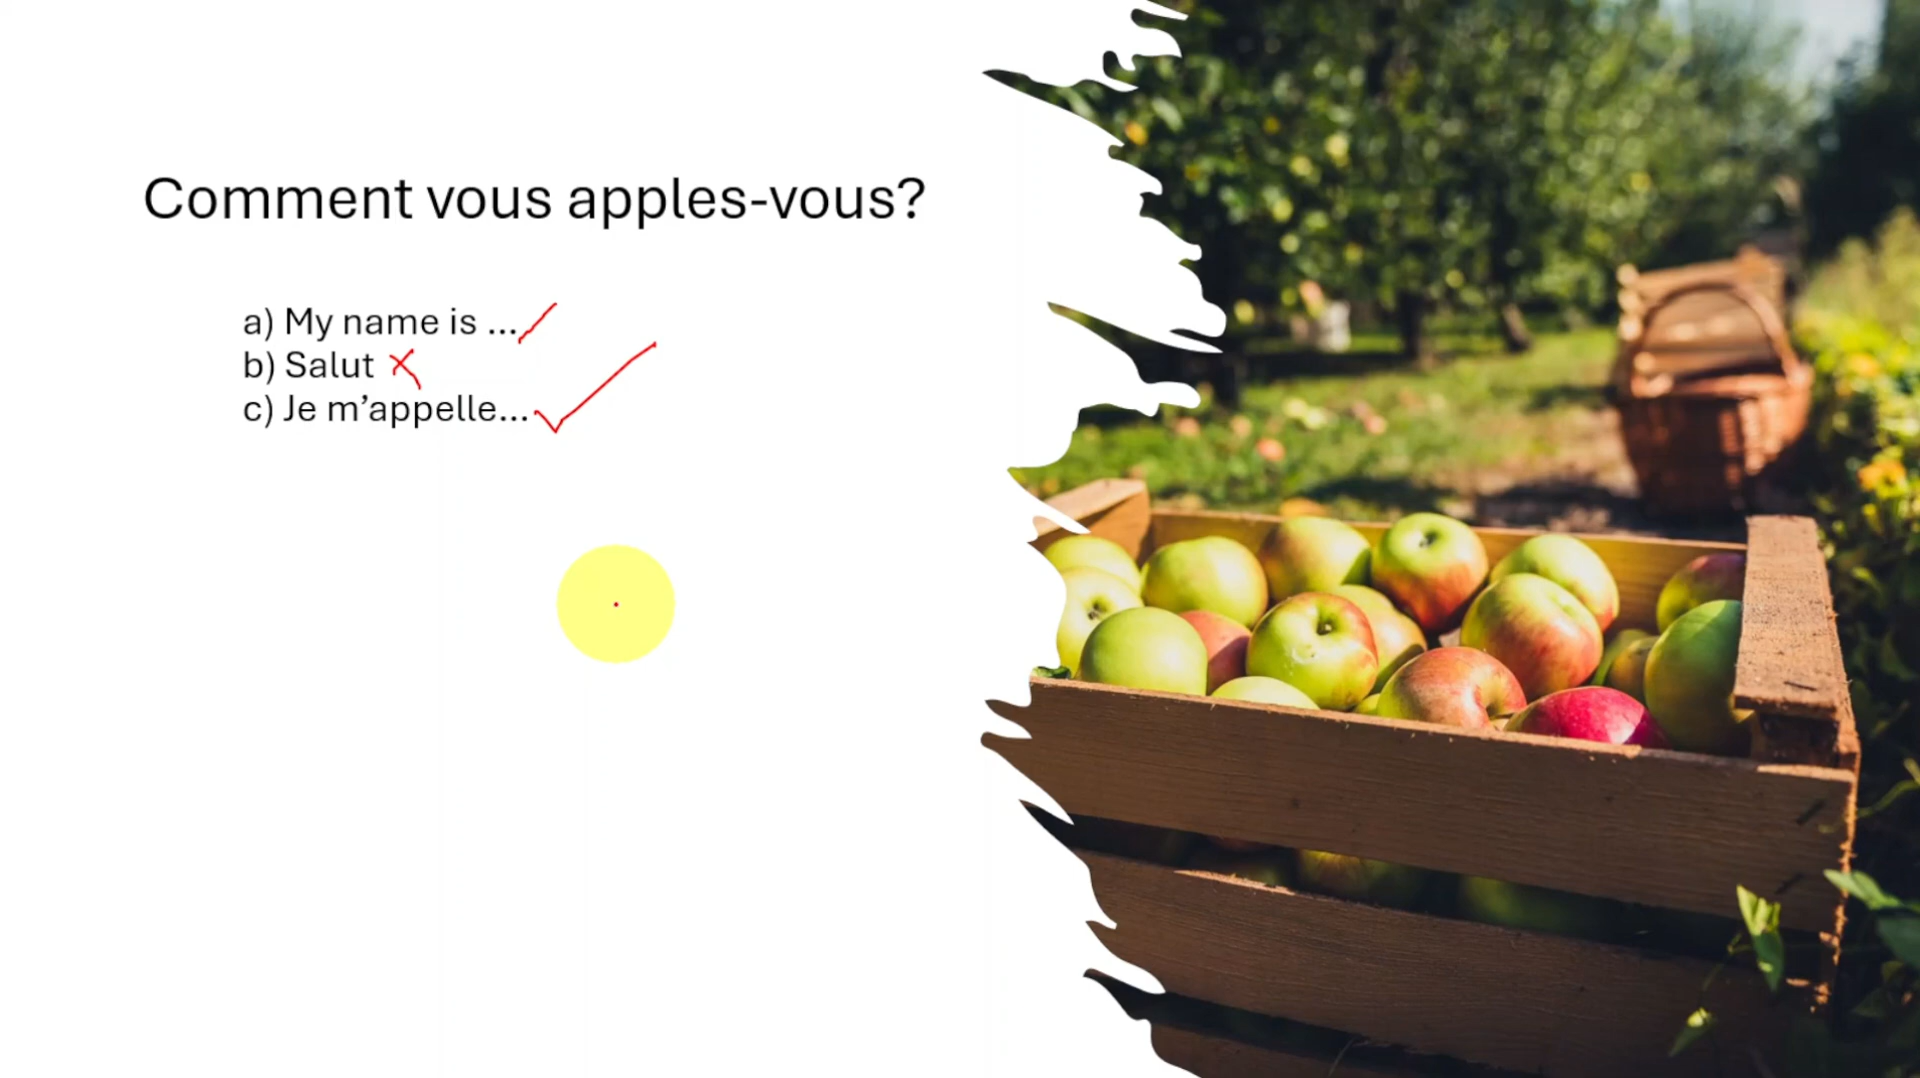 Comment vous apples-vous?
a) My name is ...
b) Salut
c) Je m’appelle...